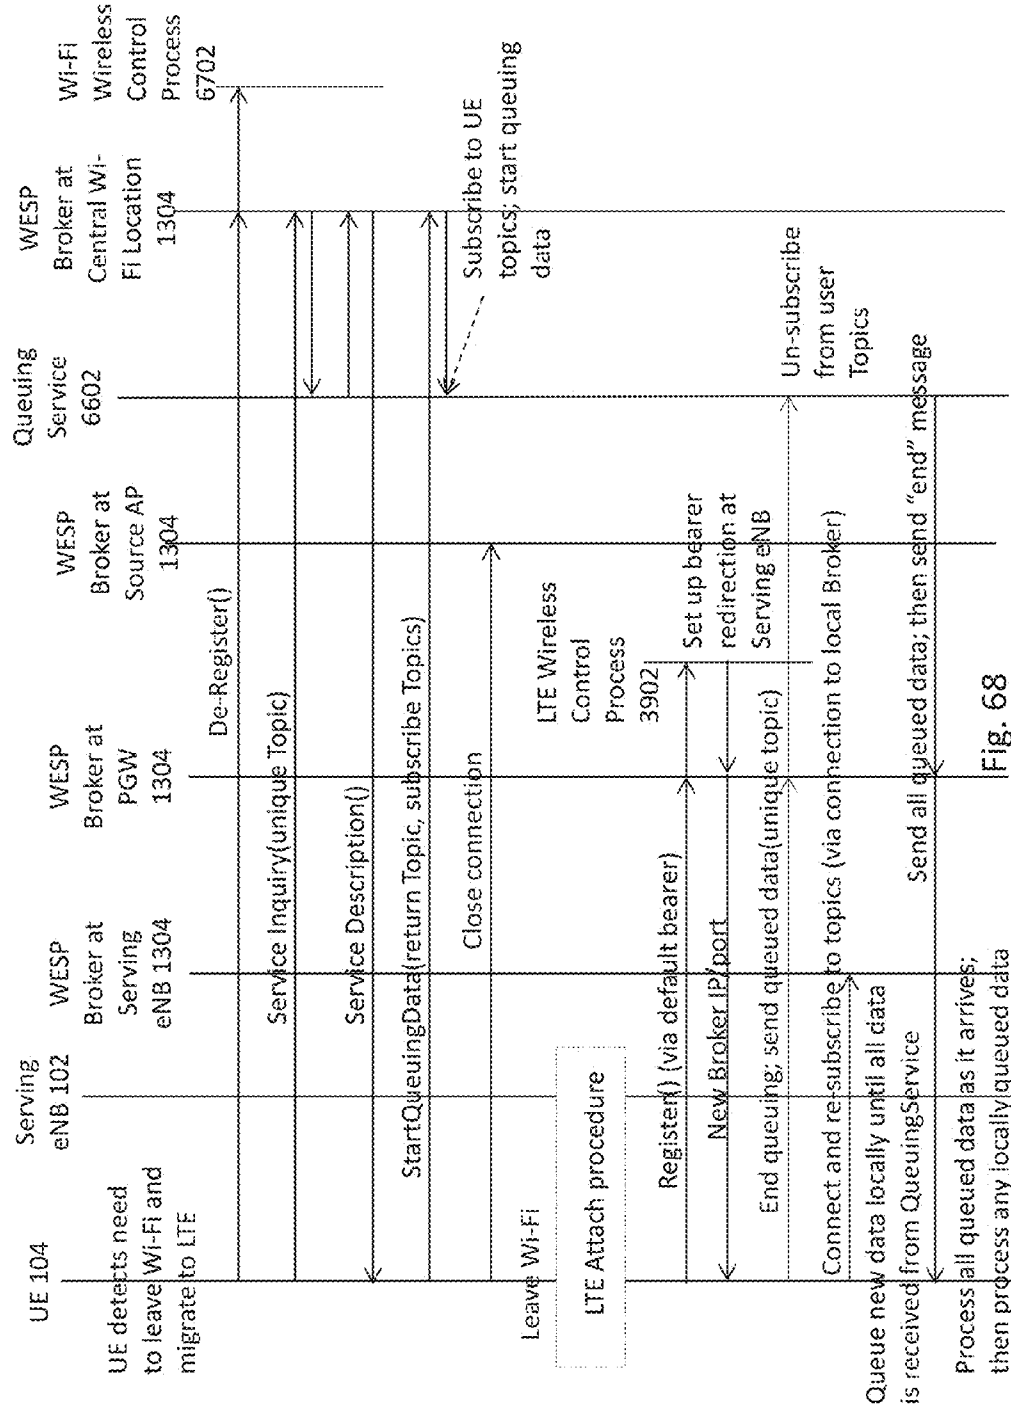 UE 104
Serving
eNB 102
WESP
Broker at
Serving
eNB 1304
WESP
Broker at
PGW
1304
WESP
Broker at
Source AP
1304
Queuing
Service
6602
WESP
Broker at
Central Wi-
Fi Location
1304
Wi-Fi
Wireless
Control
Process
6702
UE detects need
to leave Wi-Fi and
migrate to LTE
De-Register()
Service Inquiry(unique Topic)
Service Description()
StartQueuingData(return Topic, subscribe Topics)
Subscribe to UE
topics; start queuing
data
Close connection
Leave Wi-Fi
LTE Attach procedure
LTE Wireless
Control
Process
3902
Register() (via default bearer)
Set up bearer
redirection at
Serving eNB
New Broker IP/port
End queuing; send queued data(unique topic)
Un-subscribe
from user
Topics
Connect and re-subscribe to topics (via connection to local Broker)
Queue new data locally until all data
is received from QueuingService
Send all queued data; then send "end" message
Process all queued data as it arrives;
then process any locally queued data
Fig. 68